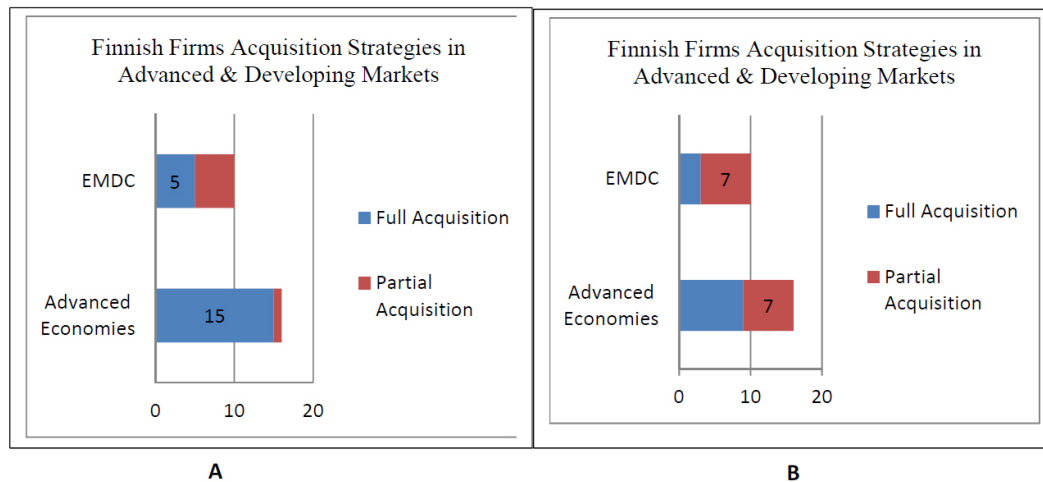 Finnish Firms Acquisition Strategies in
Advanced & Developing Markets
EMDC
5
Full Acquisition
Partial
Acquisition
Advanced
Economies
15
0 10 20
A
Finnish Firms Acquisition Strategies in
Advanced & Developing Markets
EMDC
7
Full Acquisition
Partial
Acquisition
Advanced
Economies
7
0 10 20
B